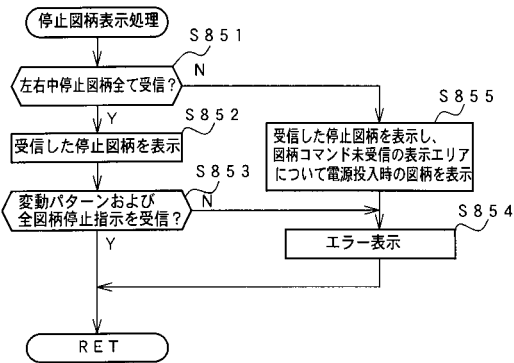 停止図柄表示処理
S851
左右中停止図柄全て受信？
N
Y
S852
受信した停止図柄を表示
S855
受信した停止図柄を表示し、
図柄コマンド未受信の表示エリア
について電源投入時の図柄を表示
S853
変動パターンおよび
全図柄停止指示を受信？
N
Y
S854
エラー表示
RET